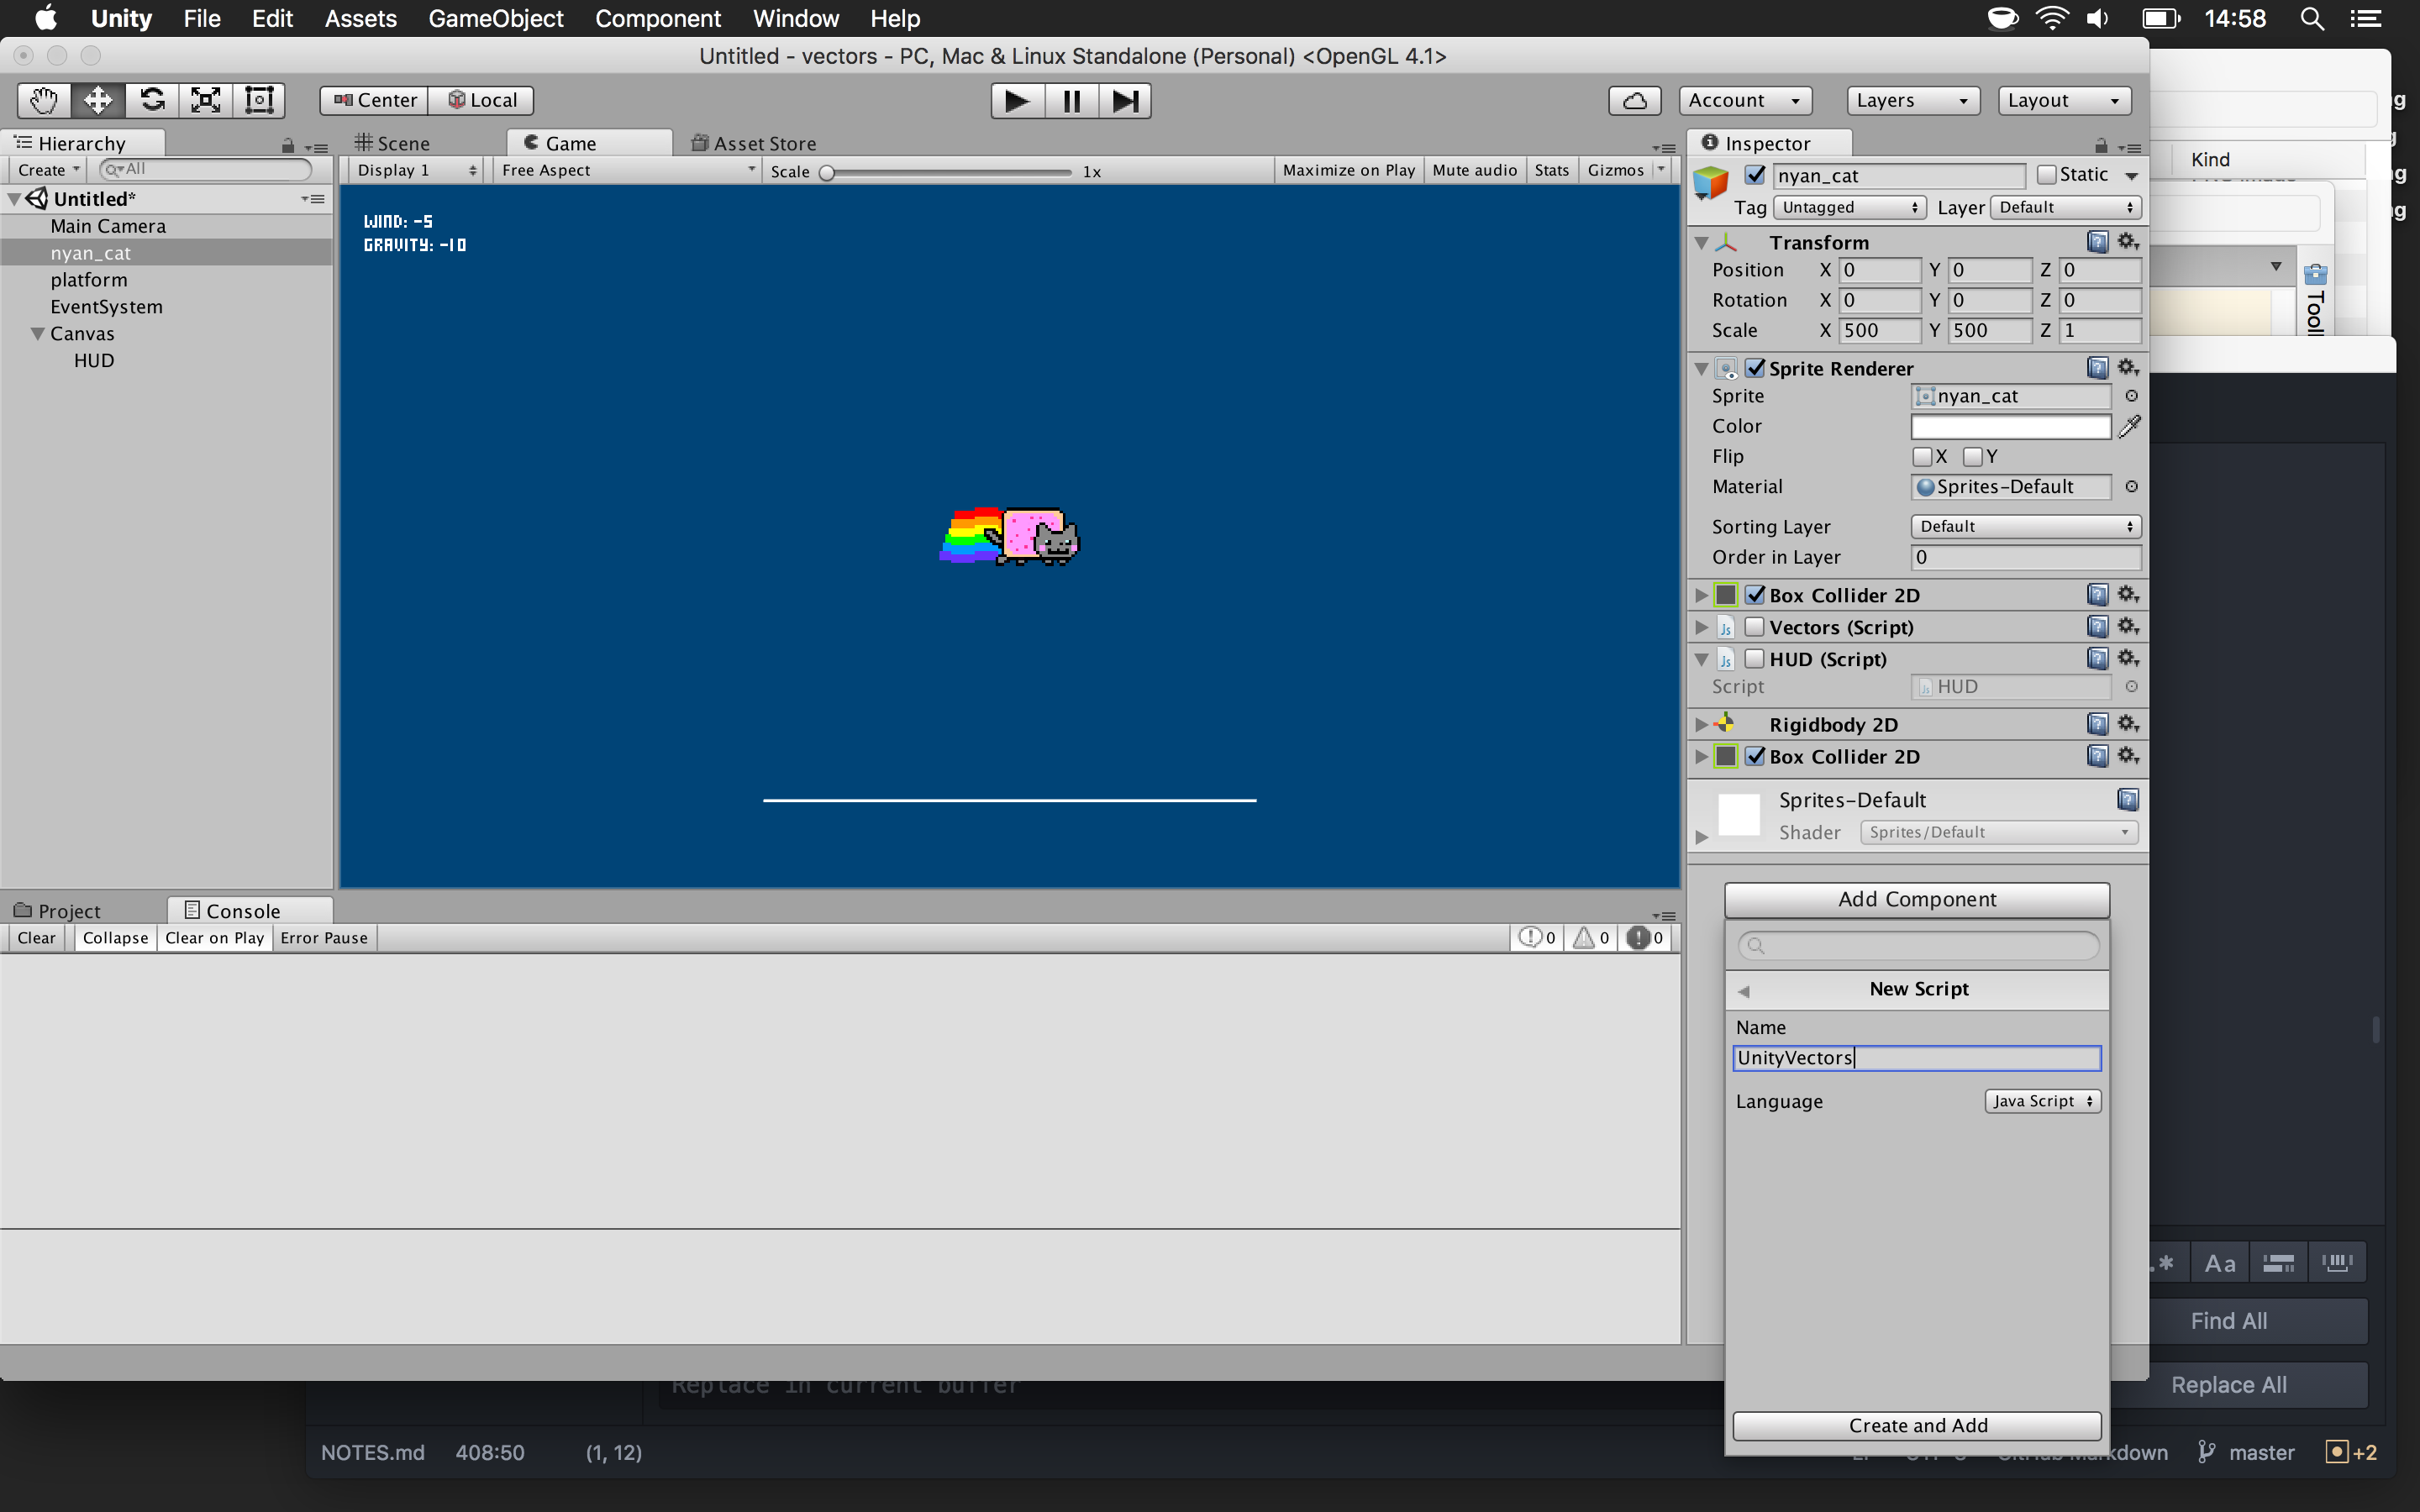 Unity File Edit Assets GameObject Component Window Help 14:58
Untitled - vectors - PC, Mac & Linux Standalone (Personal) <OpenGL 4.1>
Center Local Account Layers Layout
Hierarchy Scene Game Asset Store Inspector
Create All Display 1 Free Aspect Scale 1x Maximize on Play Mute audio Stats Gizmos
nyan_cat Static
Kind
Untitled*
Tag Untagged Layer Default
Main Camera
nyan_cat
platform
EventSystem
Canvas
HUD
WIND: -5
GRAVITY: -10
Transform
Position X 0 Y 0 Z 0
Rotation X 0 Y 0 Z 0
Scale X 500 Y 500 Z 1
Sprite Renderer
Sprite nyan_cat
Color
Flip X Y
Material Sprites-Default
Sorting Layer Default
Order in Layer 0
Box Collider 2D
Js Vectors (Script)
Js HUD (Script)
Script Js HUD
Rigidbody 2D
Box Collider 2D
Sprites-Default
Shader Sprites/Default
Add Component
New Script
Name
UnityVectors
Language Java Script
Create and Add
Project Console
Clear Collapse Clear on Play Error Pause 0 0 0
.* Aa
Find All
Replace in current buffer
Replace All
NOTES.md 408:50 (1, 12) master +2